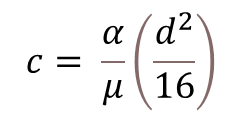 c = α/μ (d²/16)